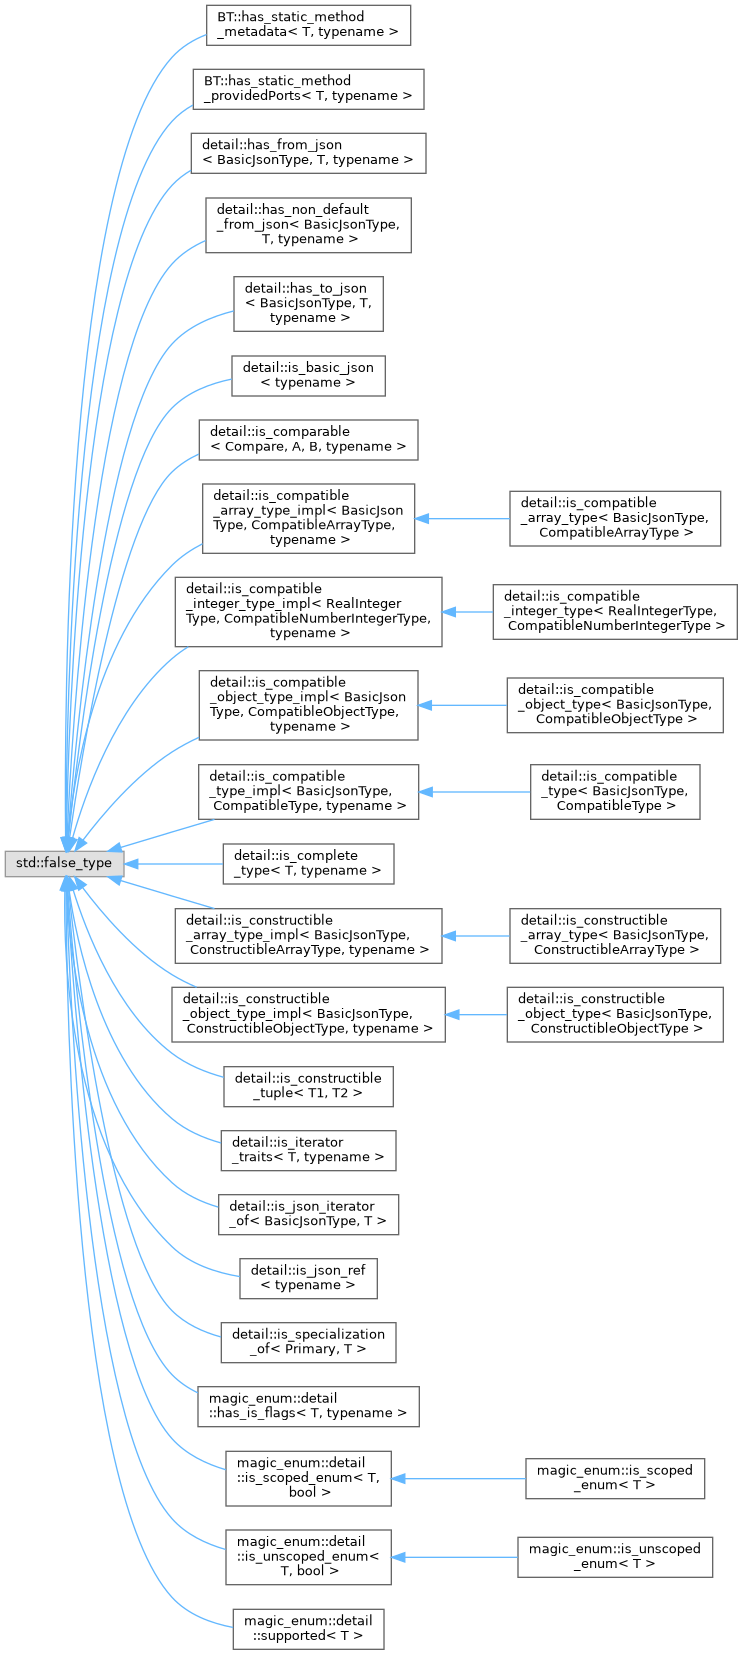 BT::has_static_method
_metadata< T, typename >
BT::has_static_method
_providedPorts< T, typename >
detail::has_from_json
< BasicJsonType, T, typename >
detail::has_non_default
_from_json< BasicJsonType,
T, typename >
detail::has_to_json
< BasicJsonType, T,
typename >
detail::is_basic_json
< typename >
detail::is_comparable
< Compare, A, B, typename >
detail::is_compatible
_array_type_impl< BasicJson
Type, CompatibleArrayType,
typename >
detail::is_compatible
_array_type< BasicJsonType,
CompatibleArrayType >
detail::is_compatible
_integer_type_impl< RealInteger
Type, CompatibleNumberIntegerType,
typename >
detail::is_compatible
_integer_type< RealIntegerType,
CompatibleNumberIntegerType >
detail::is_compatible
_object_type_impl< BasicJson
Type, CompatibleObjectType,
typename >
detail::is_compatible
_object_type< BasicJsonType,
CompatibleObjectType >
detail::is_compatible
_type_impl< BasicJsonType,
CompatibleType, typename >
detail::is_compatible
_type< BasicJsonType,
CompatibleType >
std::false_type
detail::is_complete
_type< T, typename >
detail::is_constructible
_array_type_impl< BasicJsonType,
ConstructibleArrayType, typename >
detail::is_constructible
_array_type< BasicJsonType,
ConstructibleArrayType >
detail::is_constructible
_object_type_impl< BasicJsonType,
ConstructibleObjectType, typename >
detail::is_constructible
_object_type< BasicJsonType,
ConstructibleObjectType >
detail::is_constructible
_tuple< T1, T2 >
detail::is_iterator
_traits< T, typename >
detail::is_json_iterator
_of< BasicJsonType, T >
detail::is_json_ref
< typename >
detail::is_specialization
_of< Primary, T >
magic_enum::detail
::has_is_flags< T, typename >
magic_enum::detail
::is_scoped_enum< T,
bool >
magic_enum::is_scoped
_enum< T >
magic_enum::detail
::is_unscoped_enum<
T, bool >
magic_enum::is_unscoped
_enum< T >
magic_enum::detail
::supported< T >